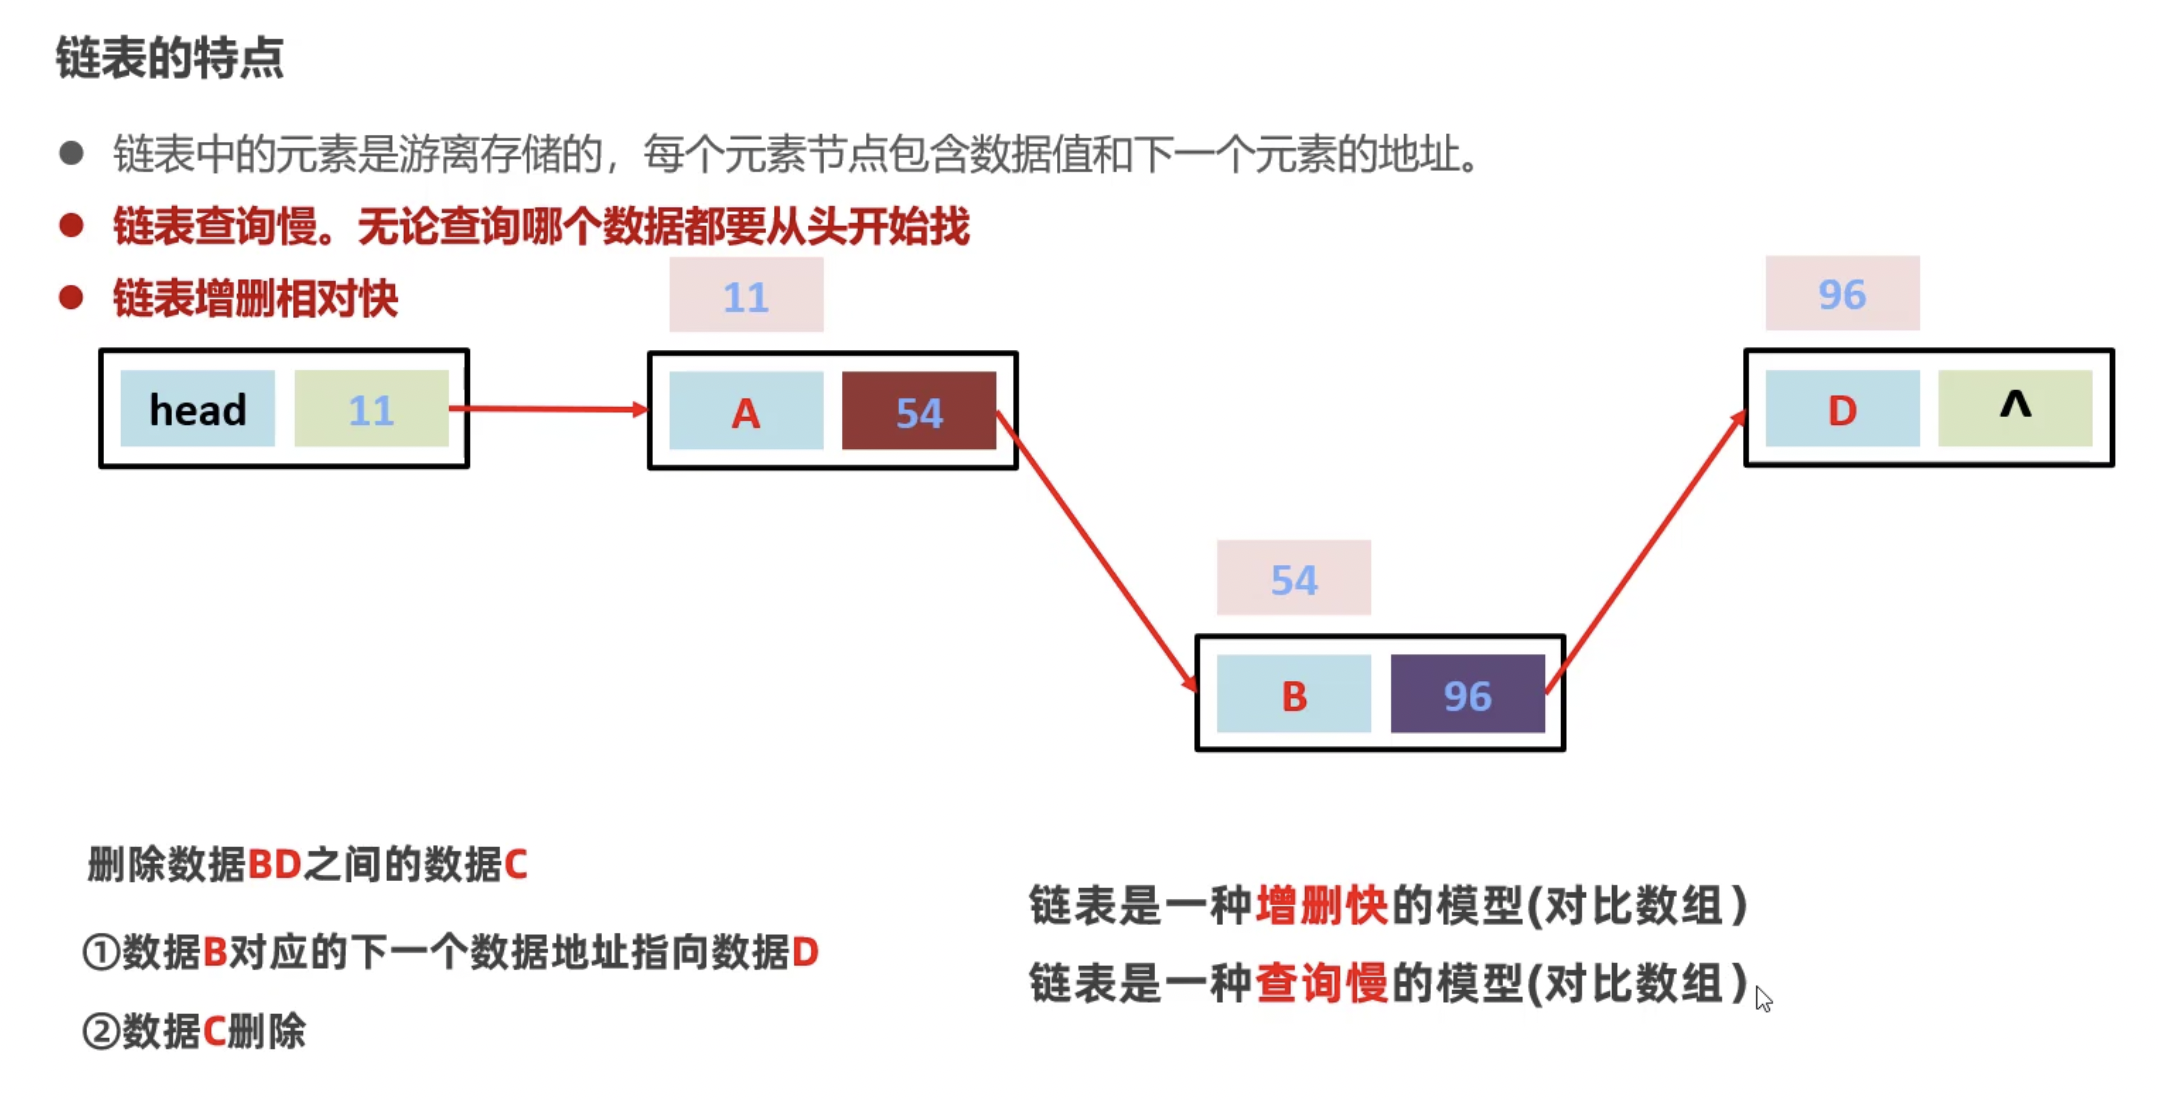 链表的特点
链表中的元素是游离存储的，每个元素节点包含数据值和下一个元素的地址。
链表查询慢。无论查询哪个数据都要从头开始找
链表增删相对快
11
96
head 11
A 54
D ^
54
B 96
删除数据BD之间的数据C
①数据B对应的下一个数据地址指向数据D
②数据C删除
链表是一种增删快的模型(对比数组)
链表是一种查询慢的模型(对比数组)